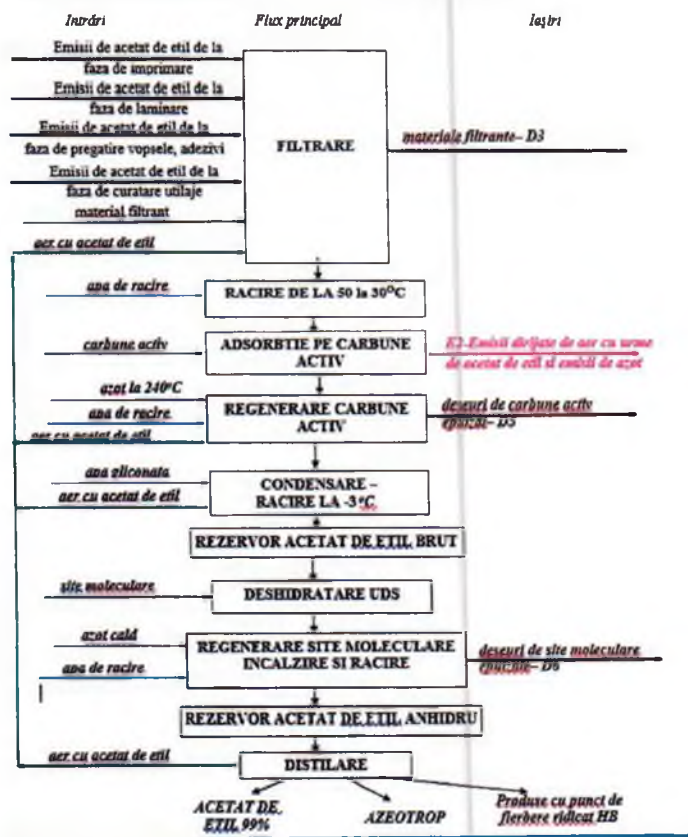 Intrări Flux principal Ieşiri
Emisii de acetat de etil de la
faza de imprimare
Emisii de acetat de etil de la
faza de laminare
Emisii de acetat de etil de la
faza de pregatire vopsele, adezivi
Emisii de acetat de etil de la
faza de curatare utilaje
material filtrant
aer cu acetat de etil
FILTRARE
materiale filtrante– D3
apa de racire
RACIRE DE LA 50 la 30°C
carbune activ
ADSORBTIE PE CARBUNE
ACTIV
E2-Emisii dirijate de aer cu urme
de acetat de etil si emisii de azot
azot la 240°C
apa de racire
aer cu acetat de etil
REGENERARE CARBUNE
ACTIV
deseuri de carbune activ
epuizat– D5
apa gliconata
aer cu acetat de etil
CONDENSARE –
RACIRE LA -3°C
REZERVOR ACETAT DE ETIL BRUT
site moleculare
DESHIDRATARE UDS
azot cald
apa de racire
REGENERARE SITE MOLECULARE
INCALZIRE SI RACIRE
deseuri de site moleculare
epuizate– D6
REZERVOR ACETAT DE ETIL ANHIDRU
aer cu acetat de etil
DISTILARE
ACETAT DE
ETIL 99%
AZEOTROP
Produse cu punct de
fierbere ridicat HB